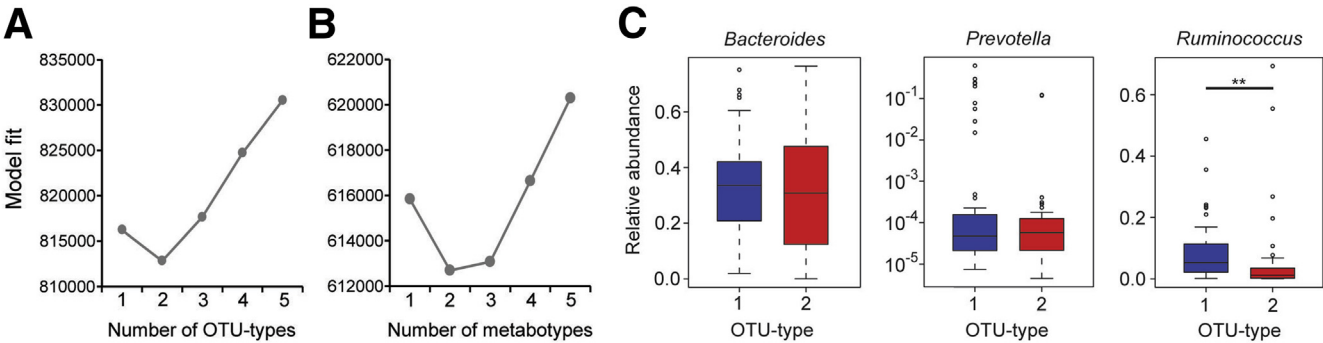 A
B
C
835000
830000
825000
820000
815000
810000
Model fit
1 2 3 4 5
Number of OTU-types
622000
620000
618000
616000
614000
612000
1 2 3 4 5
Number of metabotypes
Bacteroides
Relative abundance
0.6
0.4
0.2
0.0
1 2
OTU-type
Prevotella
10⁻¹
10⁻²
10⁻³
10⁻⁴
10⁻⁵
1 2
OTU-type
Ruminococcus
**
0.6
0.4
0.2
0.0
1 2
OTU-type